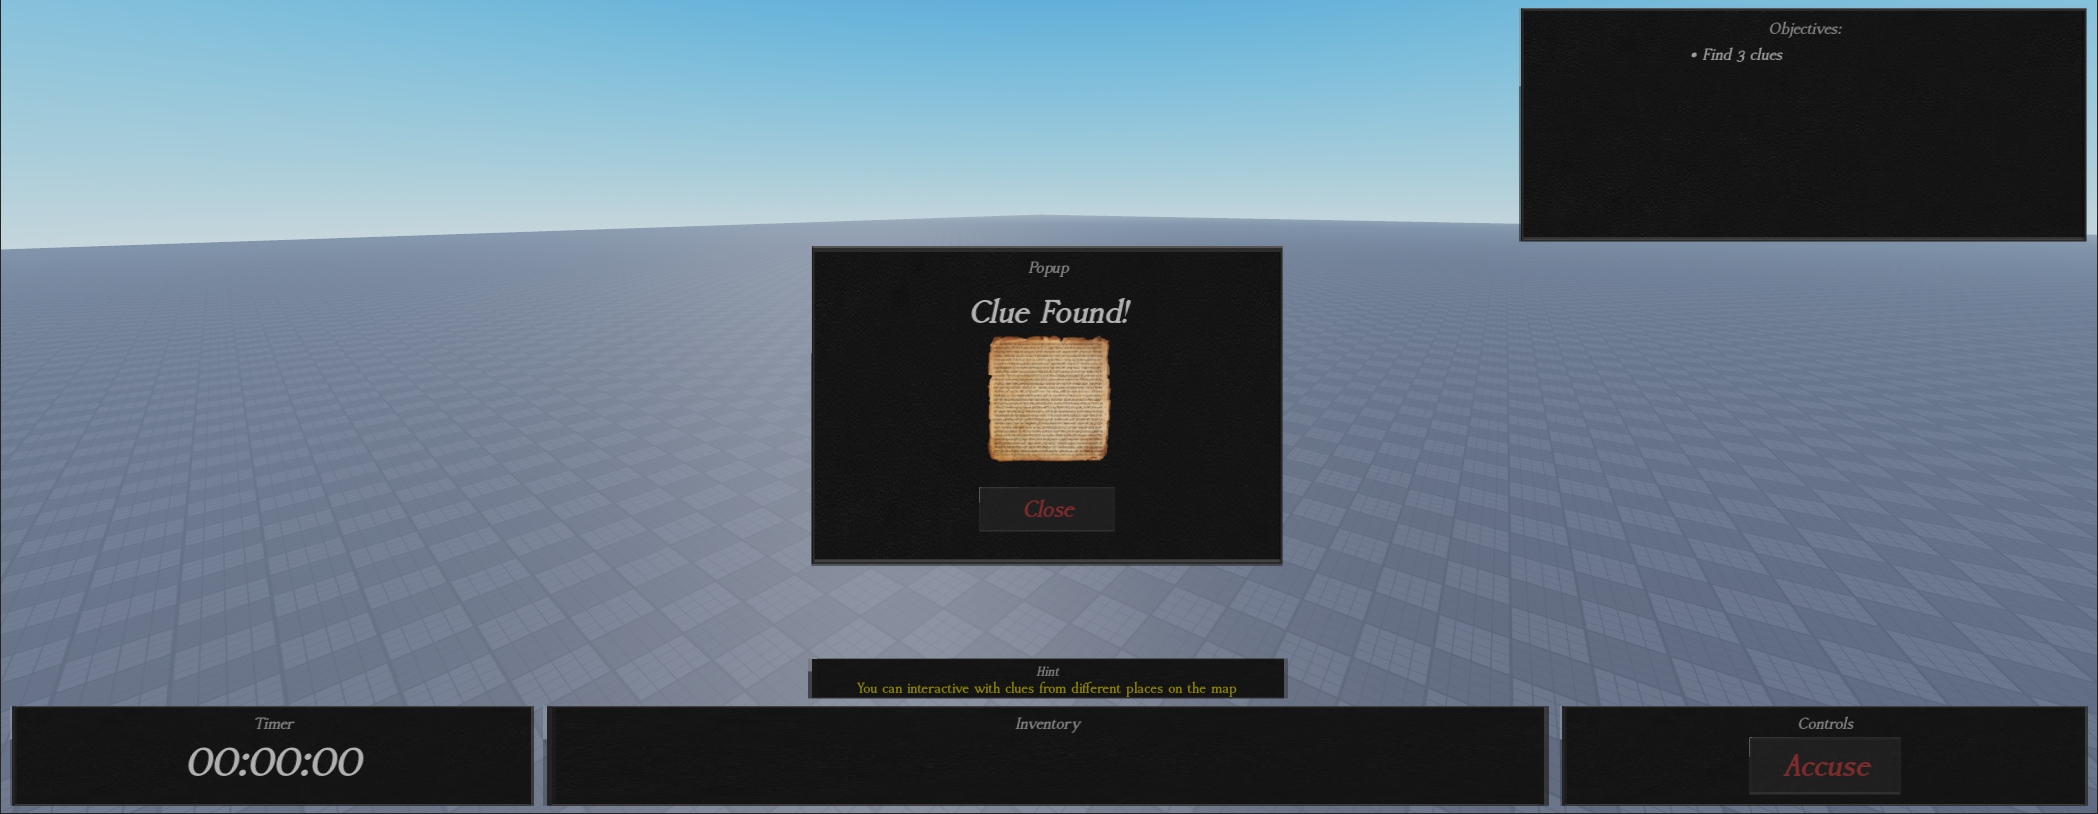 Objectives:
• Find 3 clues
Popup
Clue Found!
Close
Hint
You can interactive with clues from different places on the map
Timer
00:00:00
Inventory
Controls
Accuse